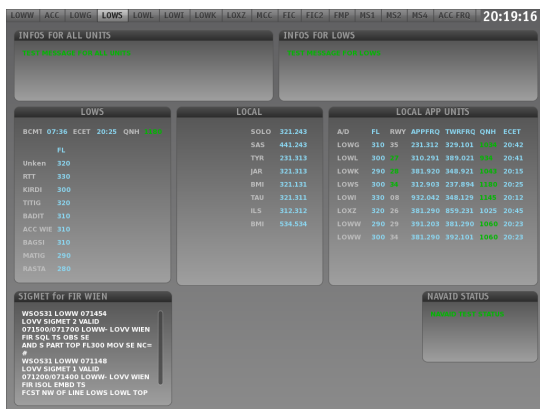 LOWW ACC LOWG LOWS LOWL LOWI LOWK LOXZ MCC FIC FIC2 FMP MS1 MS2 MS4 ACC FRQ 20:19:16
INFOS FOR ALL UNITS
INFOS FOR LOWS
LOWS
BCMT 07:36 ECET 20:25 QNH
FL
Unken 320
RTT 330
KIRDI 300
TITIG 320
BADIT 310
ACC WIE 310
BAGSI 310
MATIG 290
RASTA 280
LOCAL
SOLO 321.243
SAS 441.243
TYR 231.313
JAR 321.313
BMI 321.131
TAU 321.311
ILS 312.312
BMI 534.534
LOCAL APP UNITS
A/D FL RWY APPFRQ TWRFRQ QNH ECET
LOWG 310 35 231.312 329.101 20:42
LOWL 300 310.291 389.021 20:41
LOWK 290 381.920 348.921 20:15
LOWS 300 312.903 237.894 20:25
LOWI 330 08 932.042 348.129 20:12
LOXZ 320 26 381.290 859.231 1025 20:45
LOWW 290 29 391.203 381.290 1060 20:23
LOWW 300 34 381.290 392.101 1060 20:23
SIGMET for FIR WIEN
WSOS31 LOWW 071454
LOVV SIGMET 2 VALID
071500/071700 LOWW- LOVV WIEN
FIR SQL TS OBS SE
AND S PART TOP FL300 MOV SE NC=
#
WSOS31 LOWW 071148
LOVV SIGMET 1 VALID
071200/071400 LOWW- LOVV WIEN
FIR ISOL EMBD TS
FCST NW OF LINE LOWS LOWL TOP
NAVAID STATUS